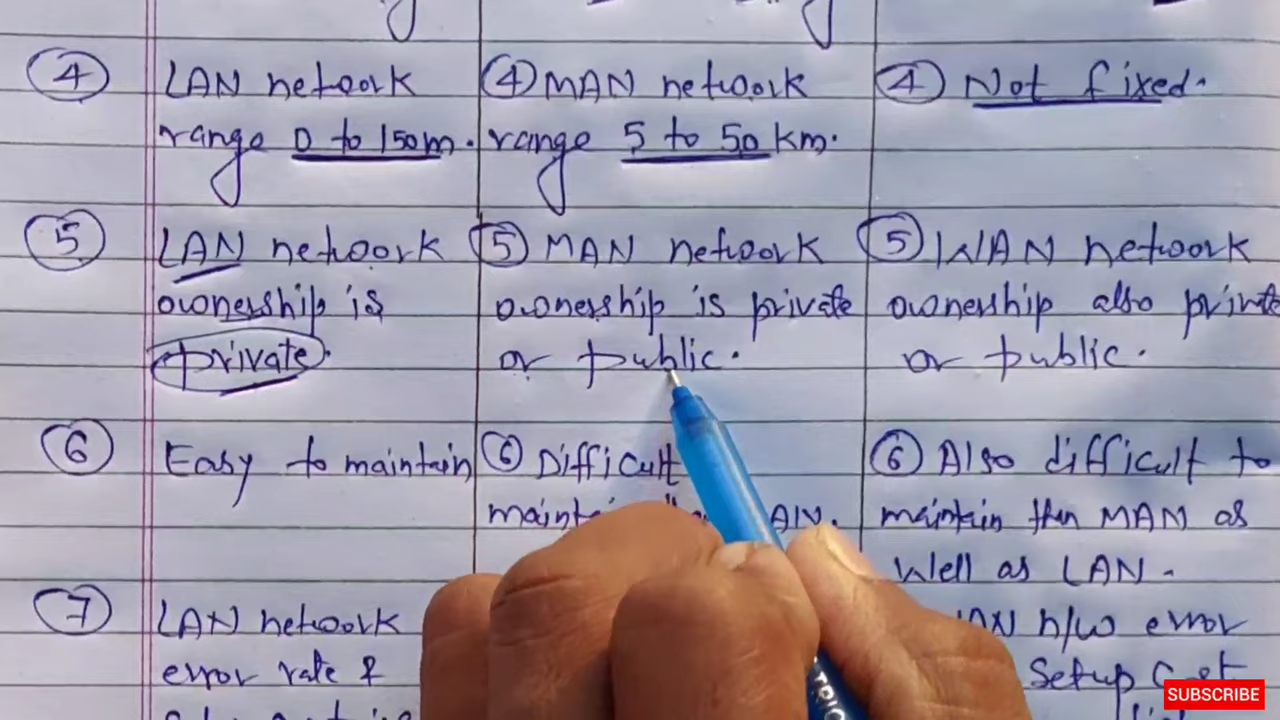 4
LAN network
range 0 to 150m.
4 MAN network
range 5 to 50 Km.
4 Not fixed.
5
LAN network
ownership is
private.
5 MAN network
ownership is private
or public.
5 WAN network
ownership also private
or public.
6
Easy to maintain
6 Difficult
6 Also difficult to
maintain then MAM as
well as LAN.
7
LAN network
error rate &
n/w error
Setup
SUBSCRIBE